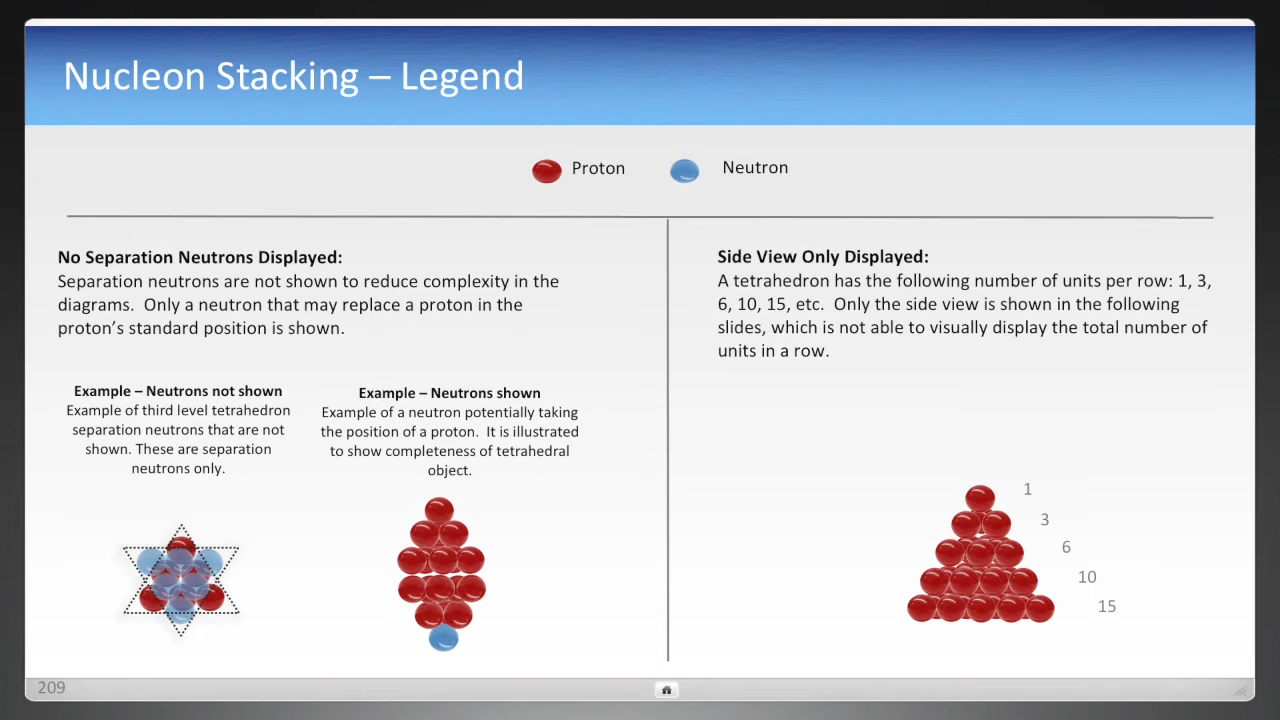 Nucleon Stacking – Legend
Proton
Neutron
No Separation Neutrons Displayed:
Separation neutrons are not shown to reduce complexity in the
diagrams.  Only a neutron that may replace a proton in the
proton’s standard position is shown.
Example – Neutrons not shown
Example of third level tetrahedron
separation neutrons that are not
shown. These are separation
neutrons only.
Example – Neutrons shown
Example of a neutron potentially taking
the position of a proton.  It is illustrated
to show completeness of tetrahedral
object.
Side View Only Displayed:
A tetrahedron has the following number of units per row: 1, 3,
6, 10, 15, etc.  Only the side view is shown in the following
slides, which is not able to visually display the total number of
units in a row.
1
3
6
10
15
209